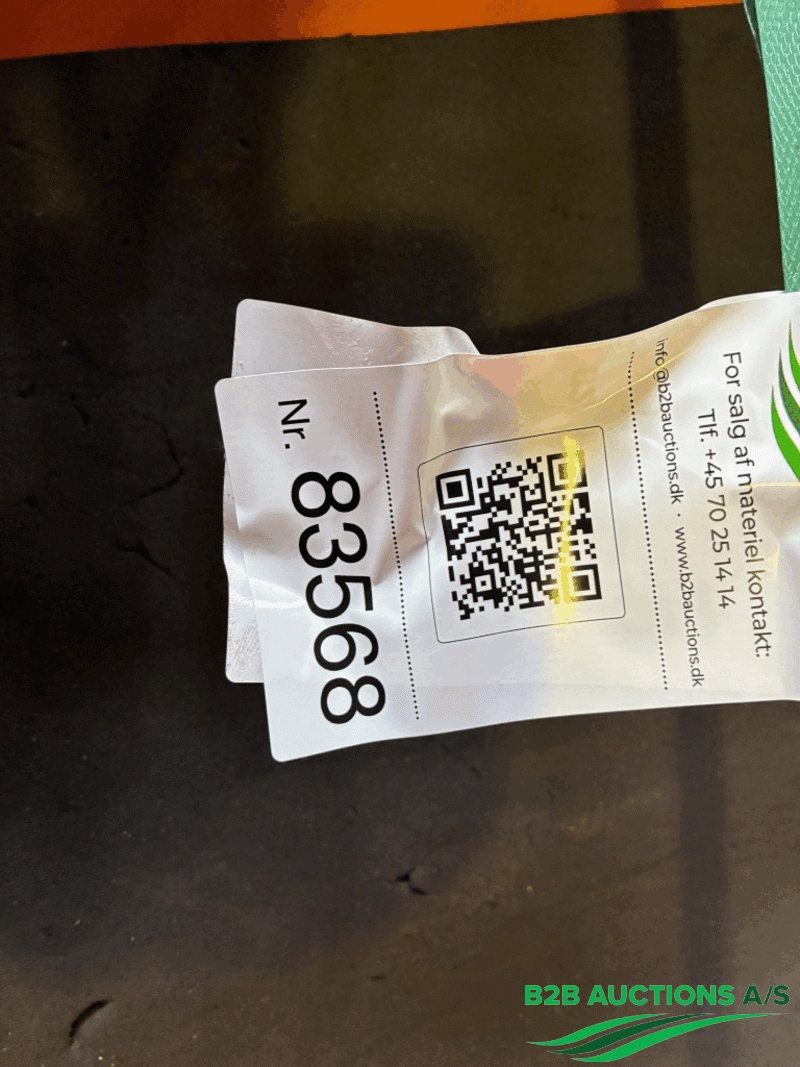 For salg af materiel kontakt:
Tlf. +45 70 25 14 14
info@b2bauctions.dk · www.b2bauctions.dk
Nr. 83568
B2B AUCTIONS A/S